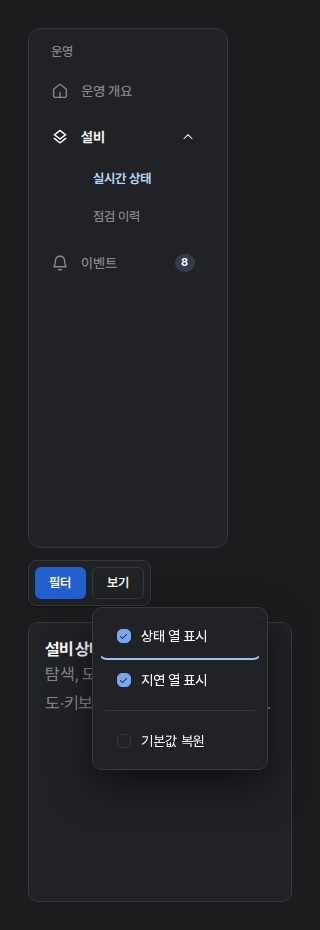 운영
운영 개요
설비
실시간 상태
점검 이력
이벤트
8
필터
보기
상태 열 표시
지연 열 표시
기본값 복원
설비
탐색,
도·키보